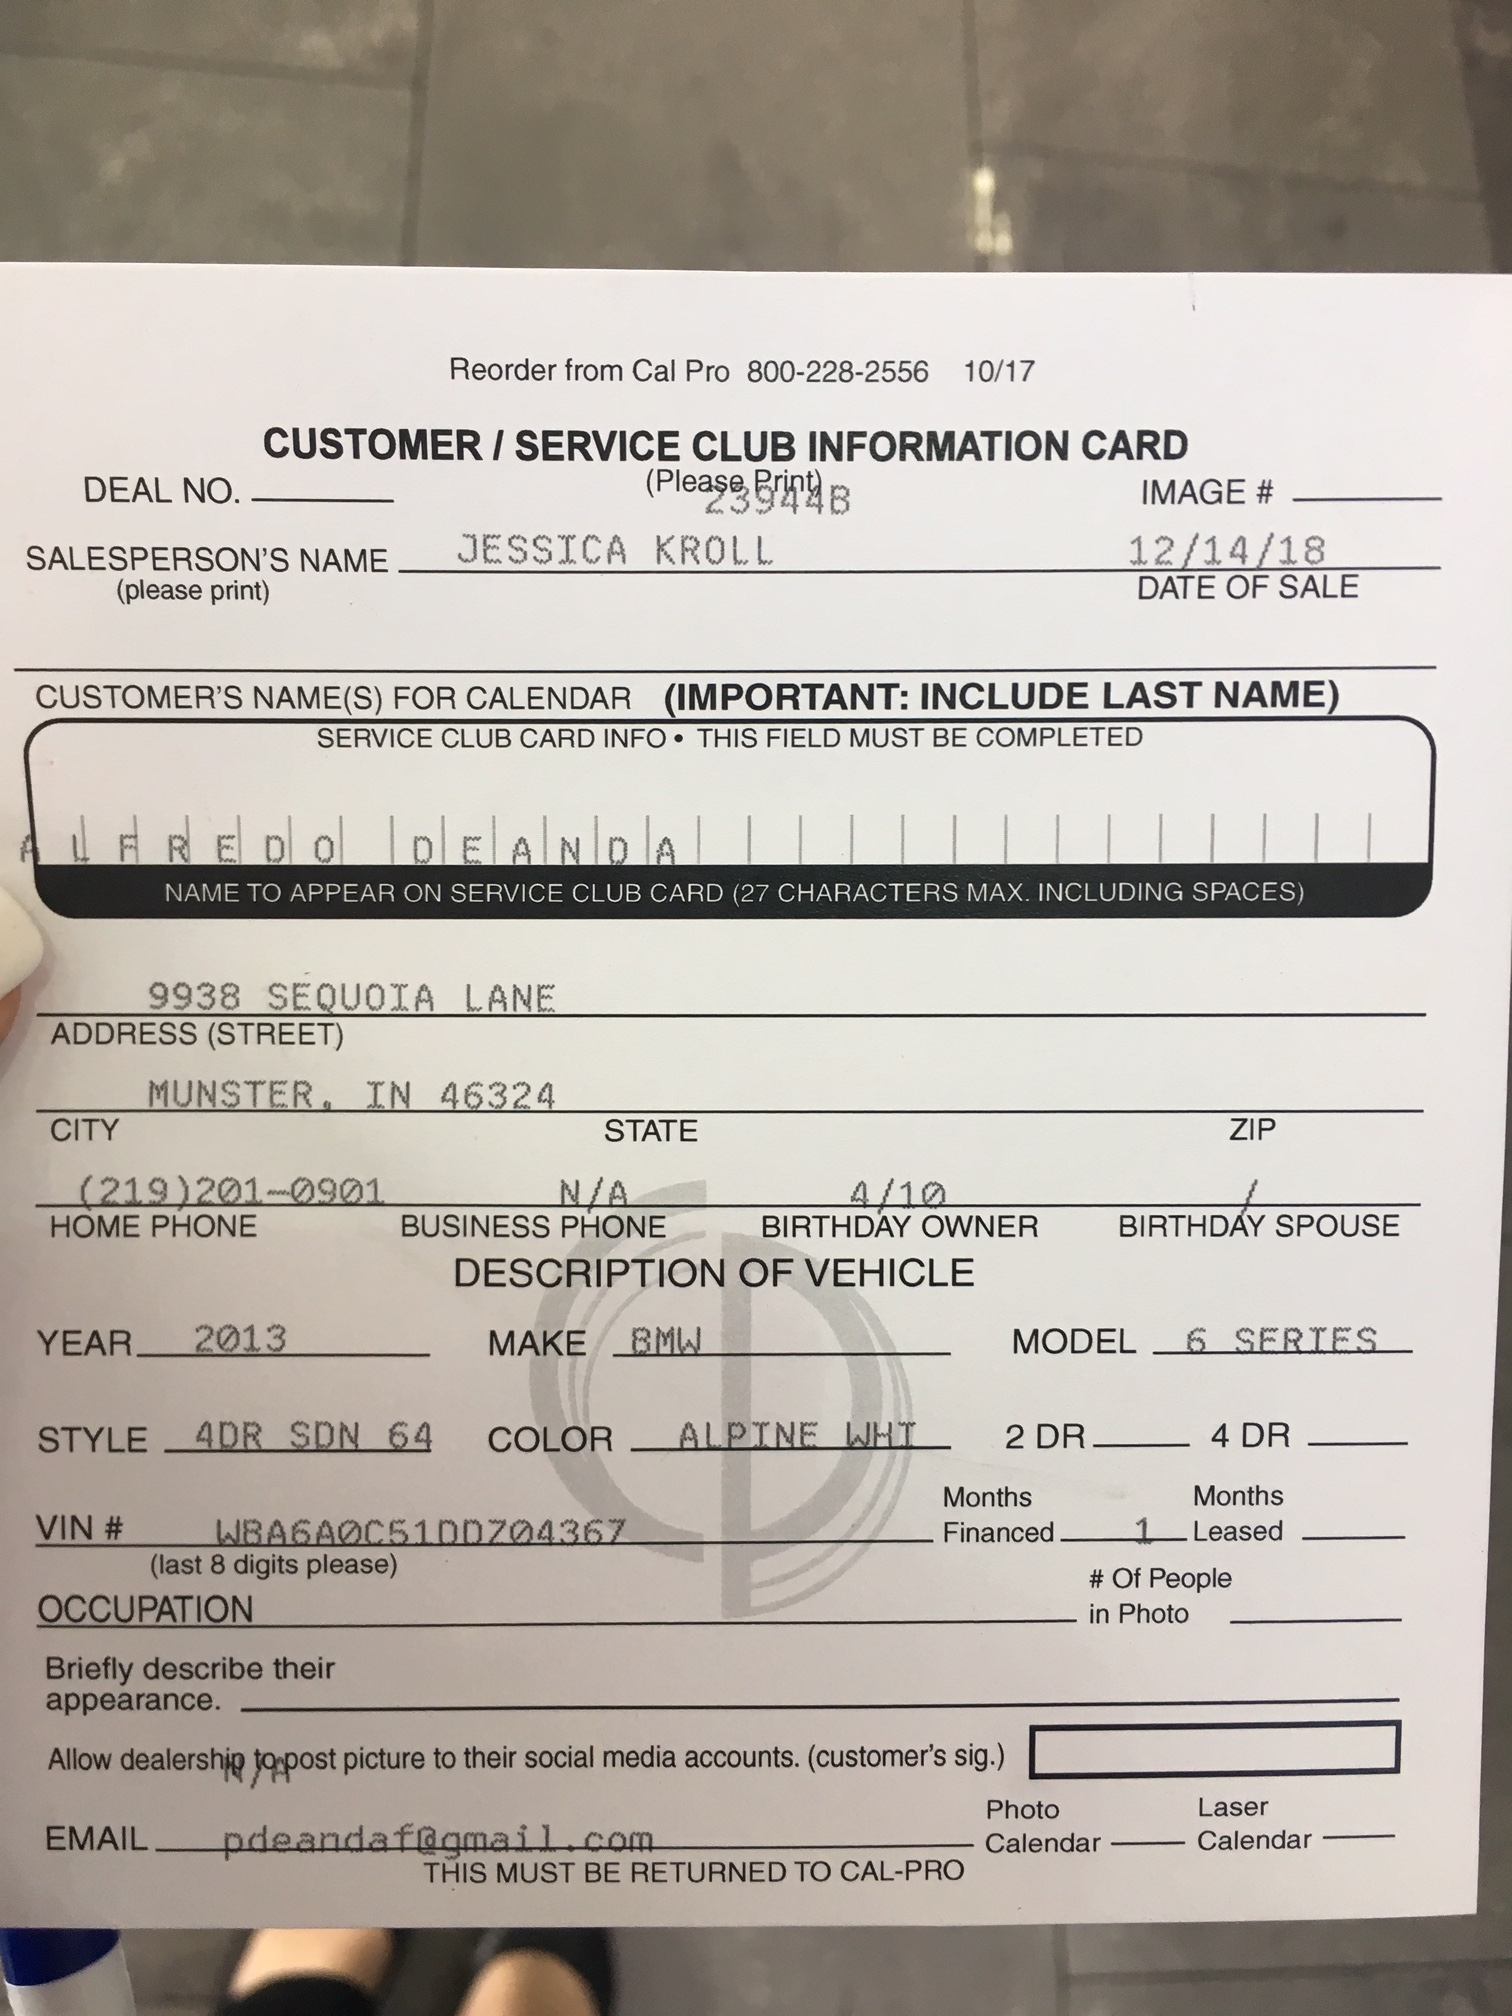 Reorder from Cal Pro 800-228-2556 10/17
CUSTOMER / SERVICE CLUB INFORMATION CARD
(Please Print)
DEAL NO. 23944B IMAGE #
SALESPERSON'S NAME JESSICA KROLL 12/14/18
(please print) DATE OF SALE
CUSTOMER'S NAME(S) FOR CALENDAR (IMPORTANT: INCLUDE LAST NAME)
SERVICE CLUB CARD INFO • THIS FIELD MUST BE COMPLETED
ALFREDO DEANDA
NAME TO APPEAR ON SERVICE CLUB CARD (27 CHARACTERS MAX. INCLUDING SPACES)
9938 SEQUOIA LANE
ADDRESS (STREET)
MUNSTER, IN 46324
CITY STATE ZIP
(219)201-0901 N/A 4/10 /
HOME PHONE BUSINESS PHONE BIRTHDAY OWNER BIRTHDAY SPOUSE
DESCRIPTION OF VEHICLE
YEAR 2013 MAKE BMW MODEL 6 SERIES
STYLE 4DR SDN 64 COLOR ALPINE WHI 2 DR 4 DR
Months Months
VIN # WBA6A0C51DDZ04367 Financed 1 Leased
(last 8 digits please) # Of People
OCCUPATION in Photo
Briefly describe their
appearance.
Allow dealership to post picture to their social media accounts. (customer's sig.)
N/A
Photo Laser
EMAIL pdeandaf@gmail.com Calendar Calendar
THIS MUST BE RETURNED TO CAL-PRO